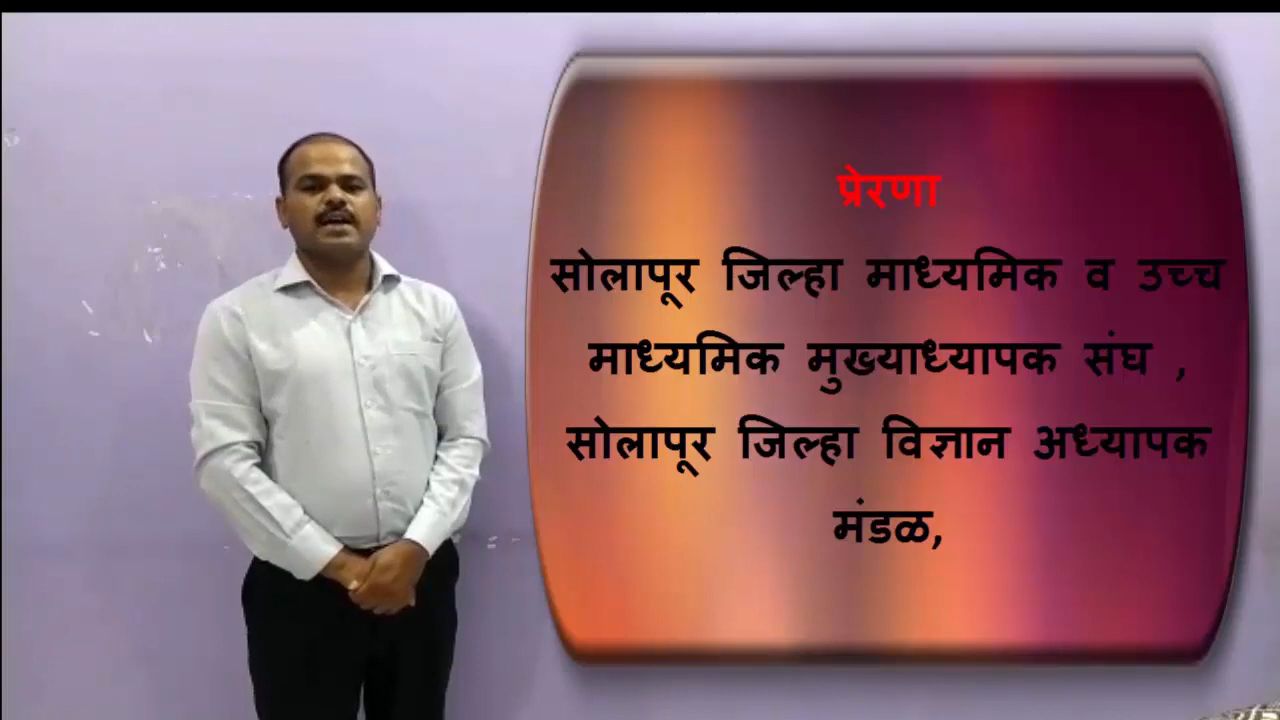 प्रेरणा
सोलापूर जिल्हा माध्यमिक व उच्च
माध्यमिक मुख्याध्यापक संघ ,
सोलापूर जिल्हा विज्ञान अध्यापक
मंडळ,